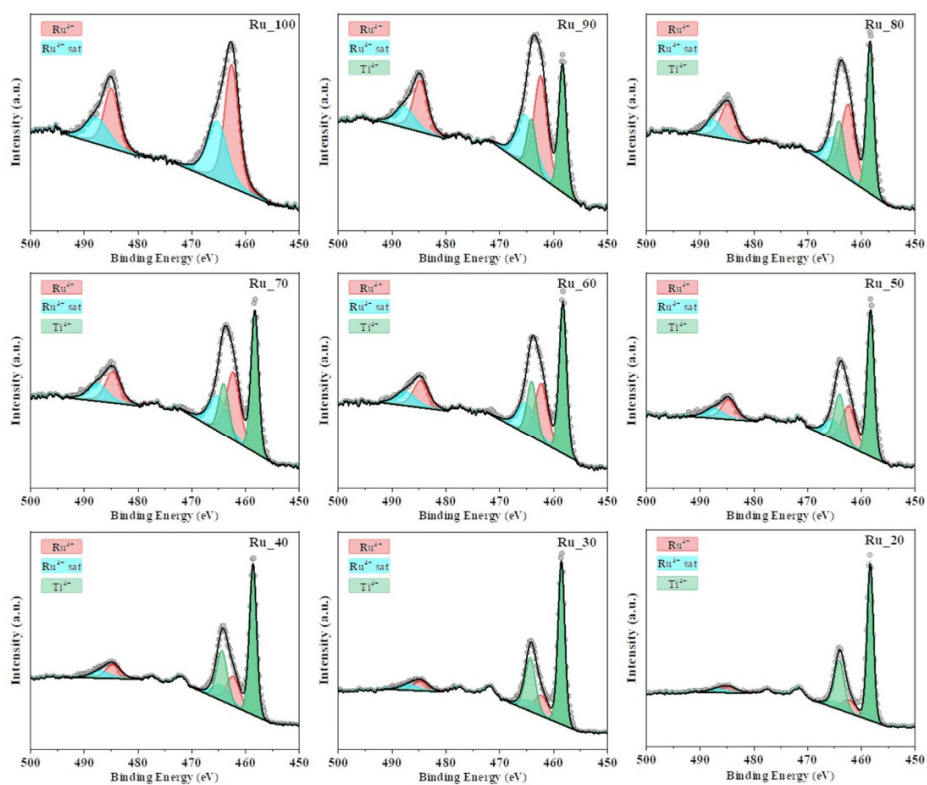 Ru_100
Ru⁴⁺
Ru⁴⁺ sat
Intensity (a.u.)
500 490 480 470 460 450
Binding Energy (eV)
Ru_90
Ru⁴⁺
Ru⁴⁺ sat
Ti⁴⁺
Intensity (a.u.)
500 490 480 470 460 450
Binding Energy (eV)
Ru_80
Ru⁴⁺
Ru⁴⁺ sat
Ti⁴⁺
Intensity (a.u.)
500 490 480 470 460 450
Binding Energy (eV)
Ru_70
Ru⁴⁺
Ru⁴⁺ sat
Ti⁴⁺
Intensity (a.u.)
500 490 480 470 460 450
Binding Energy (eV)
Ru_60
Ru⁴⁺
Ru⁴⁺ sat
Ti⁴⁺
Intensity (a.u.)
500 490 480 470 460 450
Binding Energy (eV)
Ru_50
Ru⁴⁺
Ru⁴⁺ sat
Ti⁴⁺
Intensity (a.u.)
500 490 480 470 460 450
Binding Energy (eV)
Ru_40
Ru⁴⁺
Ru⁴⁺ sat
Ti⁴⁺
Intensity (a.u.)
500 490 480 470 460 450
Binding Energy (eV)
Ru_30
Ru⁴⁺
Ru⁴⁺ sat
Ti⁴⁺
Intensity (a.u.)
500 490 480 470 460 450
Binding Energy (eV)
Ru_20
Ru⁴⁺
Ru⁴⁺ sat
Ti⁴⁺
Intensity (a.u.)
500 490 480 470 460 450
Binding Energy (eV)